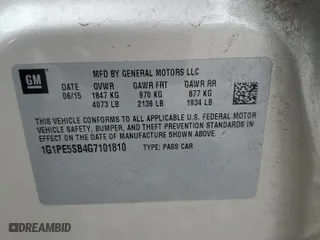 GM
MFD BY GENERAL MOTORS LLC
DATE GVWR GAWR FRT GAWR RR
06/15 1847 KG 970 KG 877 KG
4073 LB 2139 LB 1934 LB
THIS VEHICLE CONFORMS TO ALL APPLICABLE U.S. FEDERAL MOTOR
VEHICLE SAFETY, BUMPER, AND THEFT PREVENTION STANDARDS
IN EFFECT ON THE DATE OF MANUFACTURE SHOWN ABOVE.
1G1PE5SB4G7101810 TYPE: PASS CAR
AutoHelperBot.com